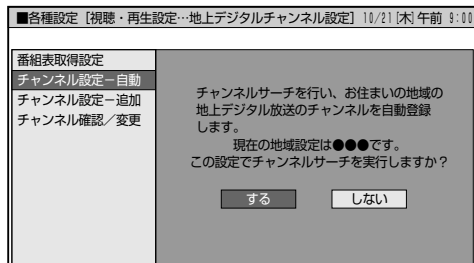 ■各種設定［視聴・再生設定…地上デジタルチャンネル設定］ 10/21［木］午前 9:00
番組表取得設定
チャンネル設定－自動
チャンネル設定－追加
チャンネル確認／変更
チャンネルサーチを行い、お住まいの地域の
地上デジタル放送のチャンネルを自動登録
します。
現在の地域設定は●●●です。
この設定でチャンネルサーチを実行しますか？
する
しない